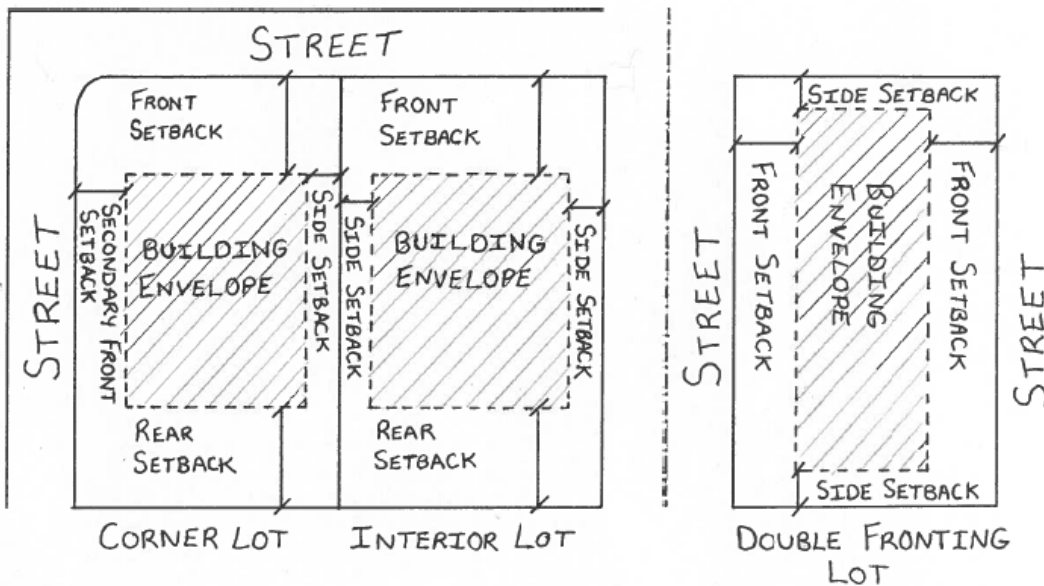 STREET
FRONT
SETBACK
FRONT
SETBACK
STREET
SECONDARY FRONT
SETBACK
BUILDING
ENVELOPE
SIDE SETBACK
SIDE SETBACK
BUILDING
ENVELOPE
SIDE SETBACK
REAR
SETBACK
REAR
SETBACK
CORNER LOT
INTERIOR LOT
SIDE SETBACK
STREET
FRONT SETBACK
BUILDING
ENVELOPE
FRONT SETBACK
STREET
SIDE SETBACK
DOUBLE FRONTING
LOT